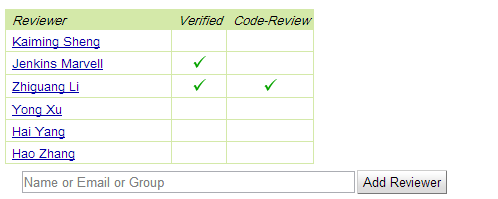 Reviewer Verified Code-Review
Kaiming Sheng
Jenkins Marvell
Zhiguang Li
Yong Xu
Hai Yang
Hao Zhang
Name or Email or Group Add Reviewer